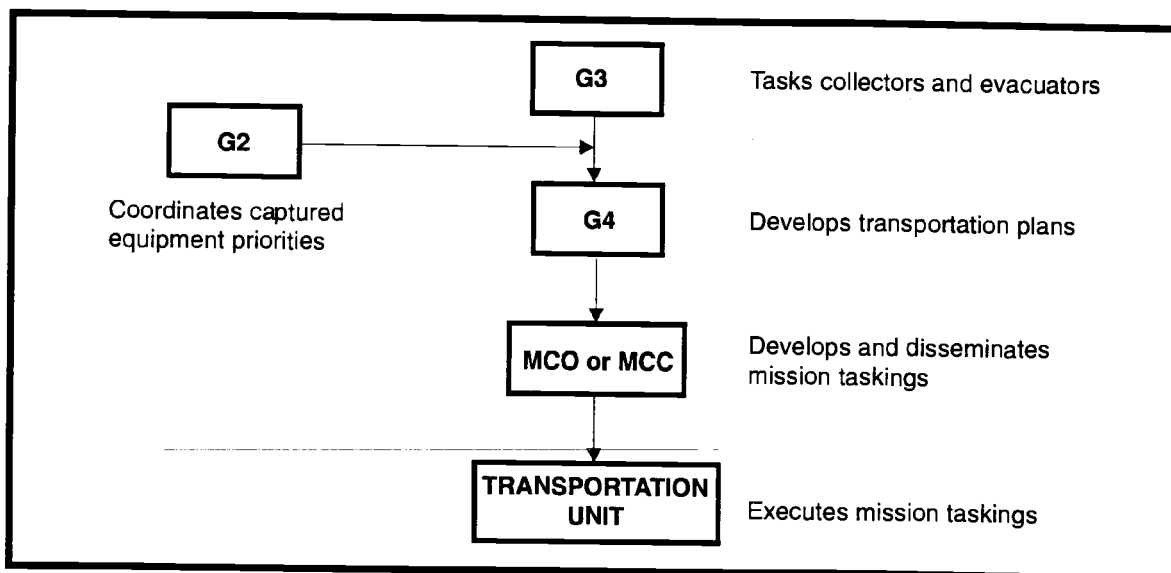 G3
Tasks collectors and evacuators
G2
Coordinates captured
equipment priorities
G4
Develops transportation plans
MCO or MCC
Develops and disseminates
mission taskings
TRANSPORTATION
UNIT
Executes mission taskings